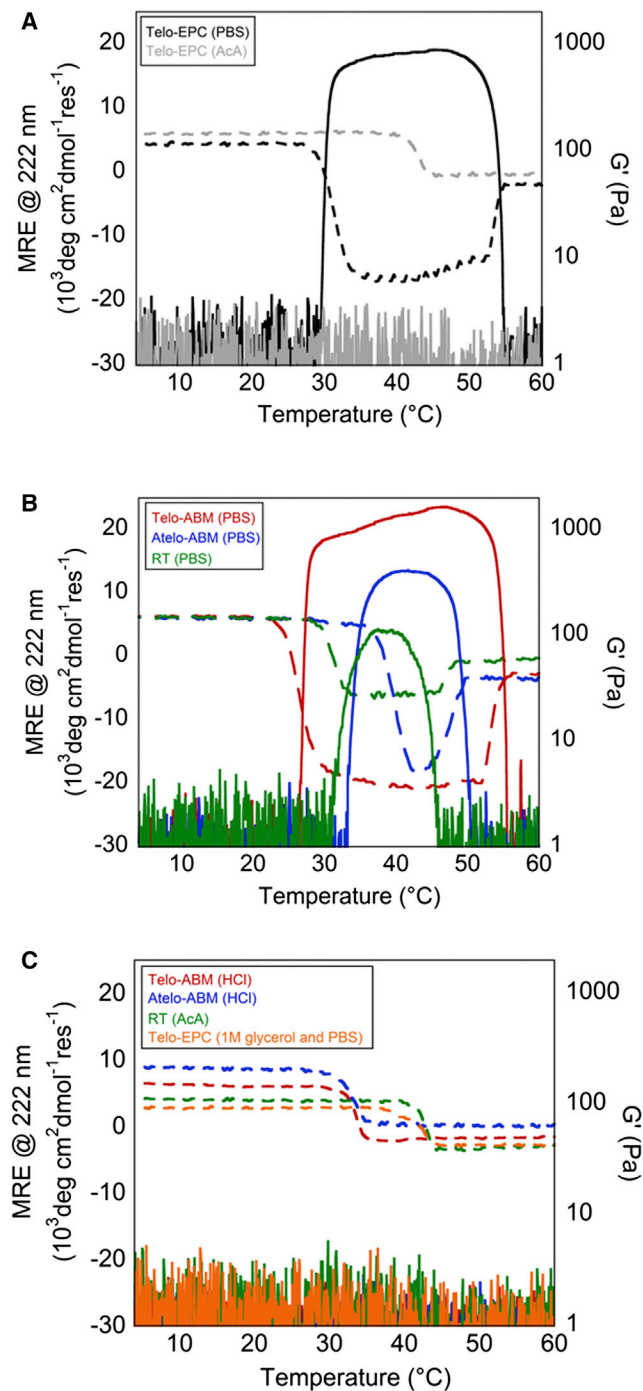 A
Telo-EPC (PBS)
Telo-EPC (AcA)
20
10
0
-10
-20
-30
MRE @ 222 nm
(10³deg cm²dmol⁻¹res⁻¹)
1000
100
10
1
G' (Pa)
10 20 30 40 50 60
Temperature (°C)
B
Telo-ABM (PBS)
Atelo-ABM (PBS)
RT (PBS)
20
10
0
-10
-20
-30
MRE @ 222 nm
(10³deg cm²dmol⁻¹res⁻¹)
1000
100
10
1
G' (Pa)
10 20 30 40 50 60
Temperature (°C)
C
Telo-ABM (HCl)
Atelo-ABM (HCl)
RT (AcA)
Telo-EPC (1M glycerol and PBS)
20
10
0
-10
-20
-30
MRE @ 222 nm
(10³deg cm²dmol⁻¹res⁻¹)
1000
100
10
1
G' (Pa)
10 20 30 40 50 60
Temperature (°C)